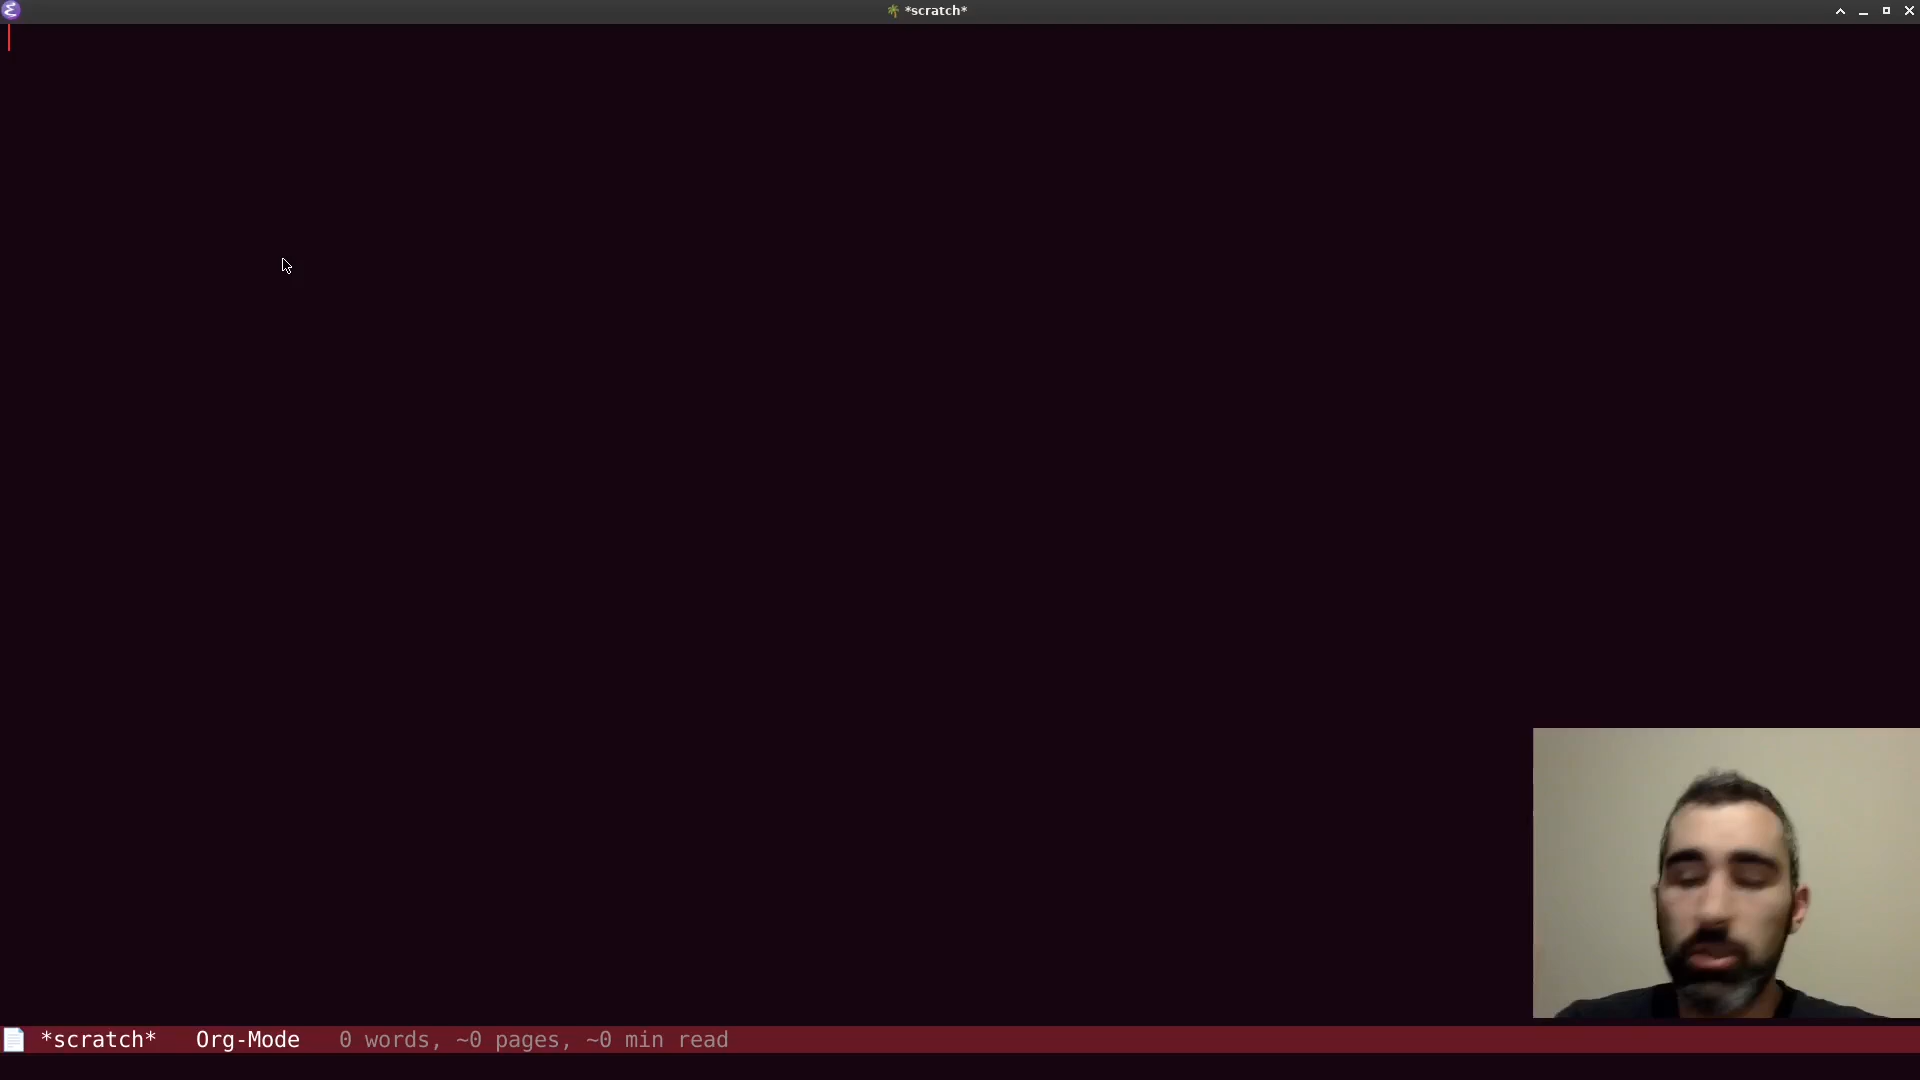 *scratch*
*scratch* Org-Mode 0 words, ~0 pages, ~0 min read